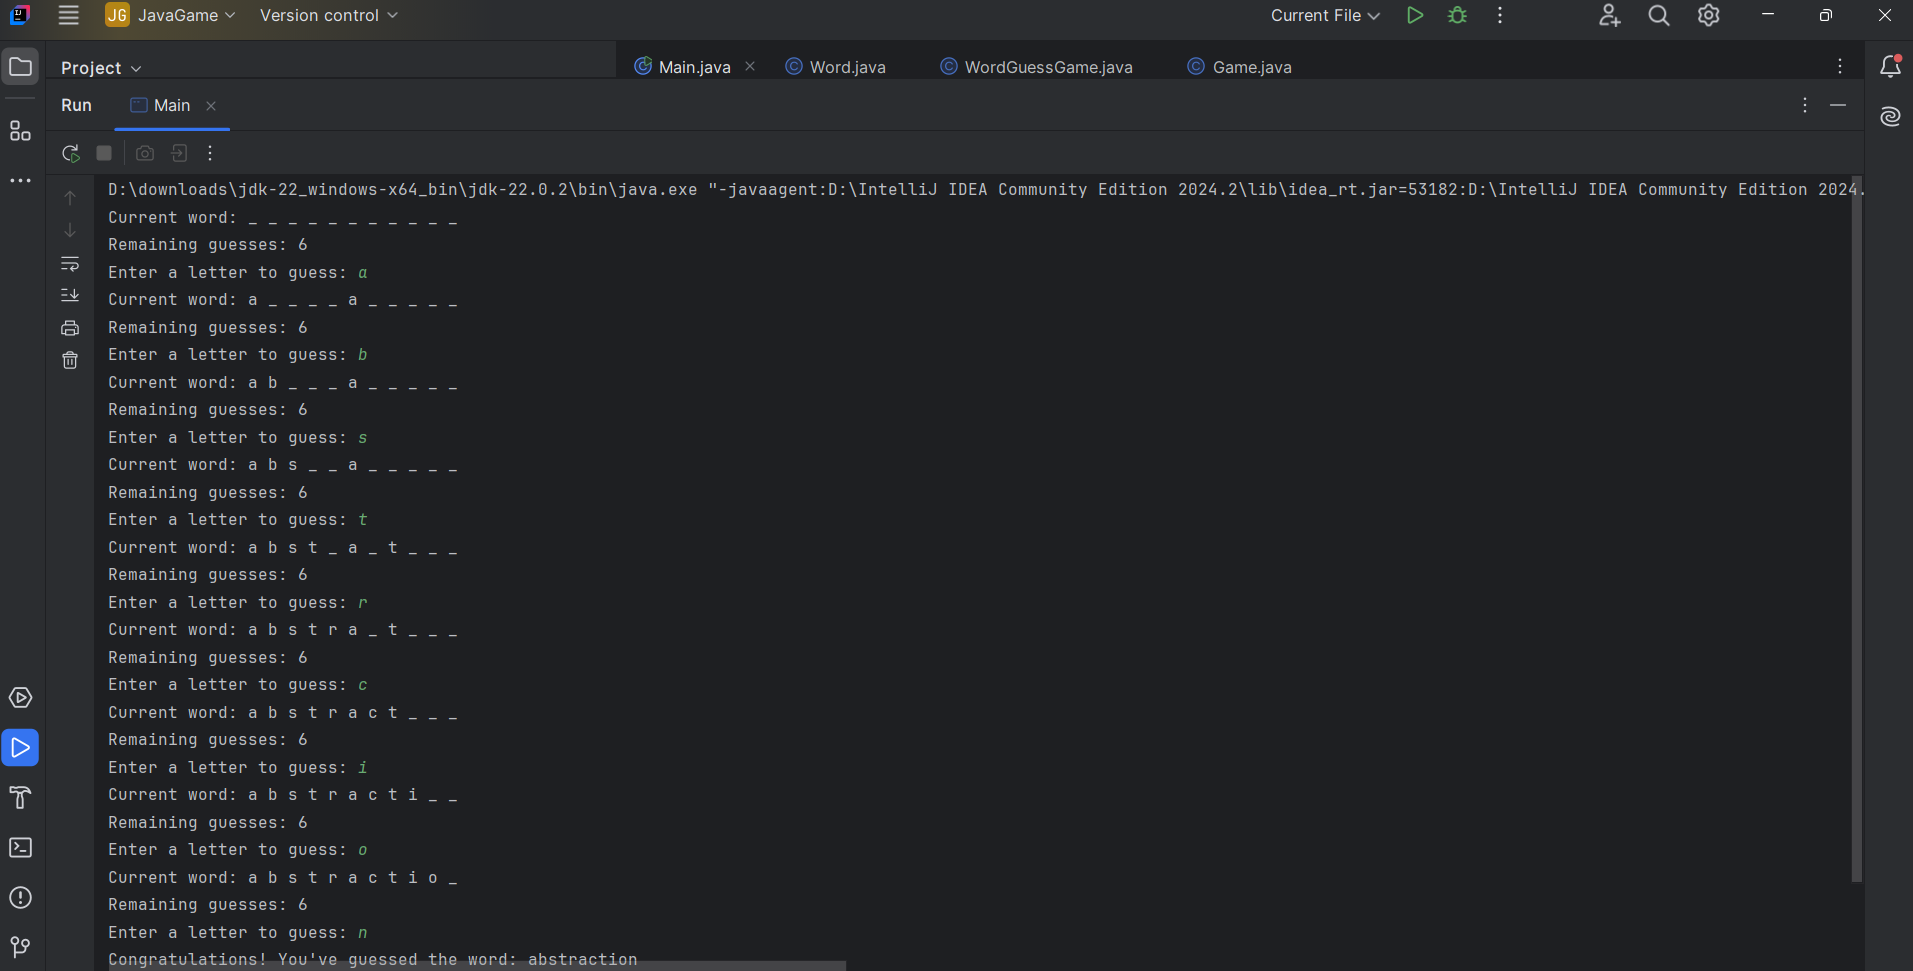 JG JavaGame Version control Current File
Project Main.java Word.java WordGuessGame.java Game.java
Run Main
D:\downloads\jdk-22_windows-x64_bin\jdk-22.0.2\bin\java.exe "-javaagent:D:\IntelliJ IDEA Community Edition 2024.2\lib\idea_rt.jar=53182:D:\IntelliJ IDEA Community Edition 2024.
Current word: _ _ _ _ _ _ _ _ _ _ _
Remaining guesses: 6
Enter a letter to guess: a
Current word: a _ _ _ _ a _ _ _ _ _
Remaining guesses: 6
Enter a letter to guess: b
Current word: a b _ _ _ a _ _ _ _ _
Remaining guesses: 6
Enter a letter to guess: s
Current word: a b s _ _ a _ _ _ _ _
Remaining guesses: 6
Enter a letter to guess: t
Current word: a b s t _ a _ t _ _ _
Remaining guesses: 6
Enter a letter to guess: r
Current word: a b s t r a _ t _ _ _
Remaining guesses: 6
Enter a letter to guess: c
Current word: a b s t r a c t _ _ _
Remaining guesses: 6
Enter a letter to guess: i
Current word: a b s t r a c t i _ _
Remaining guesses: 6
Enter a letter to guess: o
Current word: a b s t r a c t i o _
Remaining guesses: 6
Enter a letter to guess: n
Congratulations! You've guessed the word: abstraction